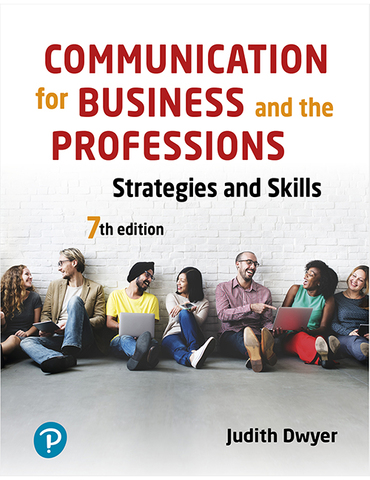 COMMUNICATION
for BUSINESS and the
PROFESSIONS
Strategies and Skills
7th edition
P
Judith Dwyer